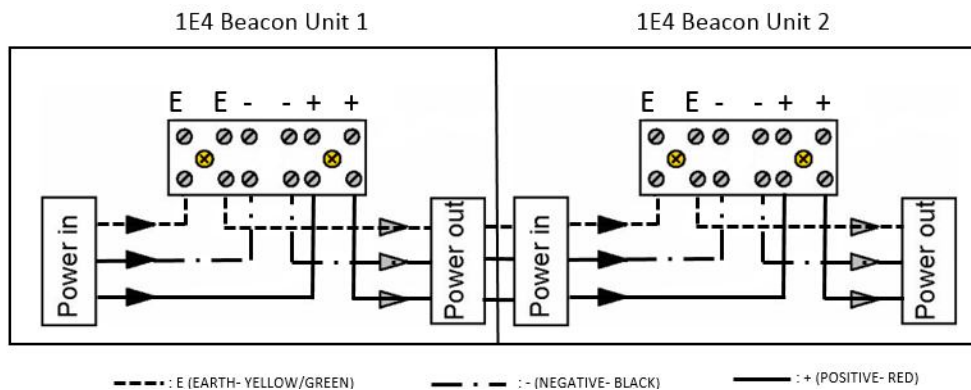 1E4 Beacon Unit 1
1E4 Beacon Unit 2
E E - - + +
E E - - + +
Power in
Power out
Power in
Power out
: E (EARTH- YELLOW/GREEN)
: - (NEGATIVE- BLACK)
: + (POSITIVE- RED)